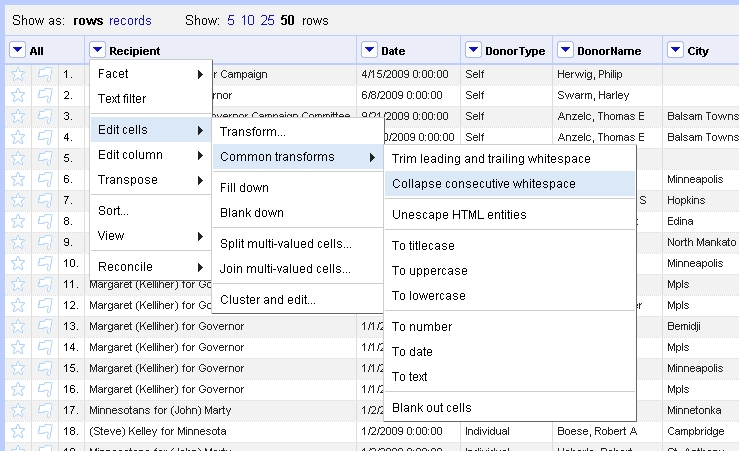 Show as: rows records Show: 5 10 25 50 rows
All Recipient Date DonorType DonorName City
1. r Campaign 4/15/2009 0:00:00 Self Herwig, Philip
2. rnor 6/8/2009 0:00:00 Self Swarm, Harley
3. overnor Campaign Committee 9/21/2009 0:00:00 Self Anzelc, Thomas E Balsam Towns
4. 0/2009 0:00:00 Self Anzelc, Thomas E Balsam Towns
5.
6. Minneapolis
7. S Hopkins
8. Edina
9. North Mankato
10. Minneapolis
11. Margaret (Kelliher) for Governor Mpls
12. Margaret (Kelliher) for Governor er Mpls
13. Margaret (Kelliher) for Governor 1/1/2 Bemidji
14. Margaret (Kelliher) for Governor 1/1/2 Mpls
15. Margaret (Kelliher) for Governor 1/1/2 Minneapolis
16. Margaret (Kelliher) for Governor 1/1/2 Mpls
17. Minnesotans for (John) Marty 1/2 Minnetonka
18. (Steve) Kelley for Minnesota 1/2/2009 0:00:00 Individual Boese, Robert A Campbridge
Facet
Text filter
Edit cells
Edit column
Transpose
Sort...
View
Reconcile
Transform...
Common transforms
Fill down
Blank down
Split multi-valued cells...
Join multi-valued cells...
Cluster and edit...
Trim leading and trailing whitespace
Collapse consecutive whitespace
Unescape HTML entities
To titlecase
To uppercase
To lowercase
To number
To date
To text
Blank out cells